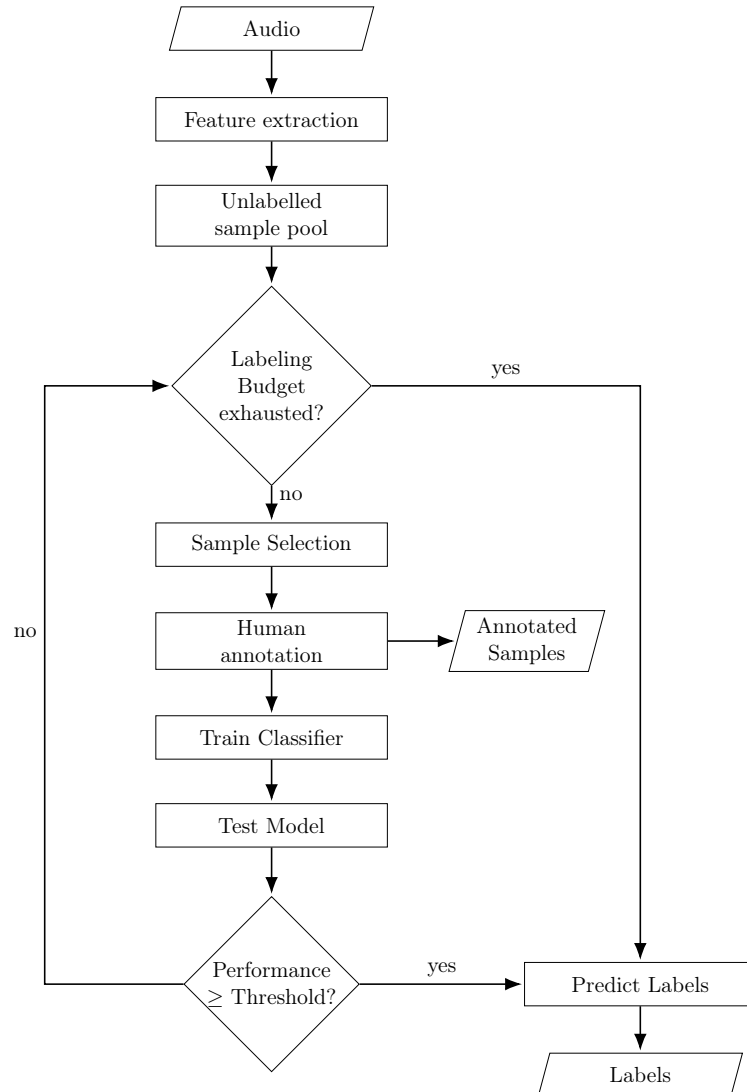 Audio
Feature extraction
Unlabelled
sample pool
Labeling
Budget
exhausted?
yes
no
Sample Selection
Human
annotation
Annotated
Samples
no
Train Classifier
Test Model
Performance
≥ Threshold?
yes
Predict Labels
Labels